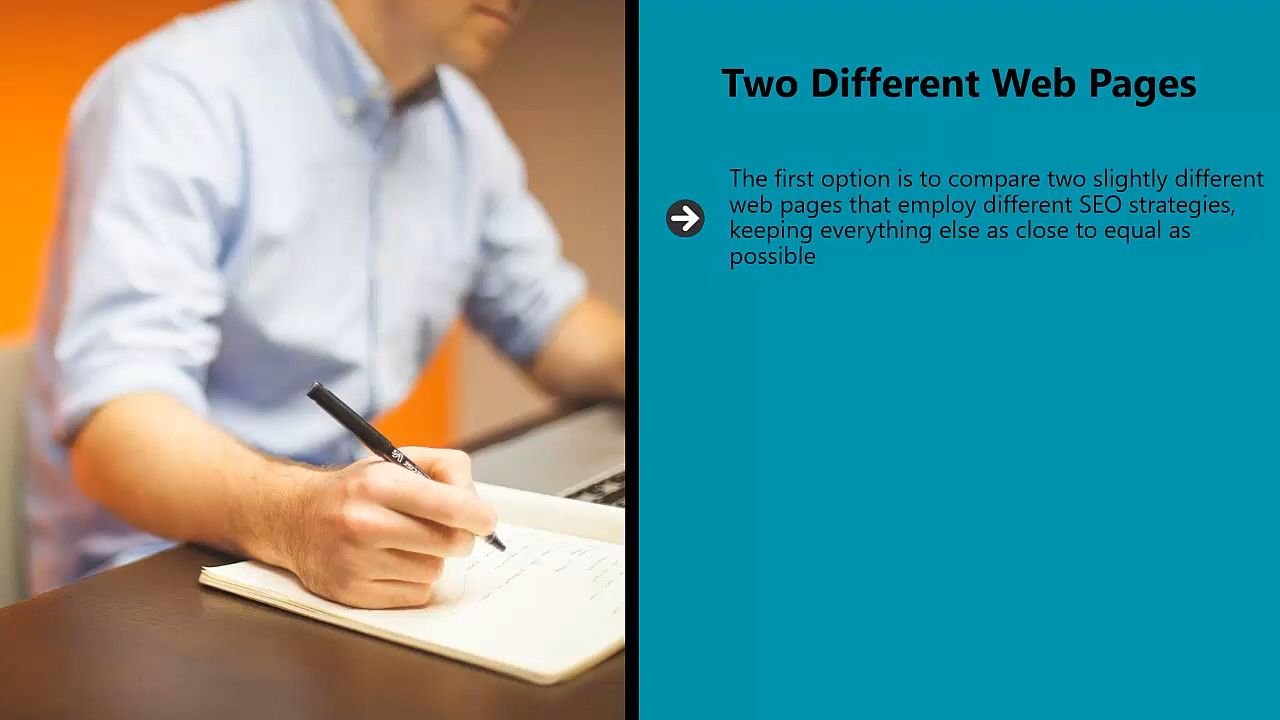 Two Different Web Pages
The first option is to compare two slightly different
web pages that employ different SEO strategies,
keeping everything else as close to equal as
possible